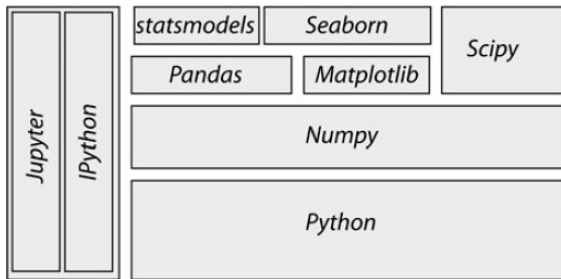 Jupyter
IPython
statsmodels
Seaborn
Scipy
Pandas
Matplotlib
Numpy
Python